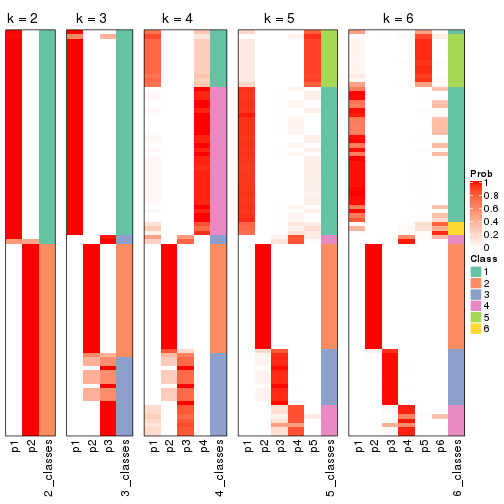 k = 2
k = 3
k = 4
k = 5
k = 6
Prob
1
0.8
0.6
0.4
0.2
0
Class
1
2
3
4
5
6
p1
p2
2_classes
p1
p2
p3
3_classes
p1
p2
p3
p4
4_classes
p1
p2
p3
p4
p5
5_classes
p1
p2
p3
p4
p5
p6
6_classes